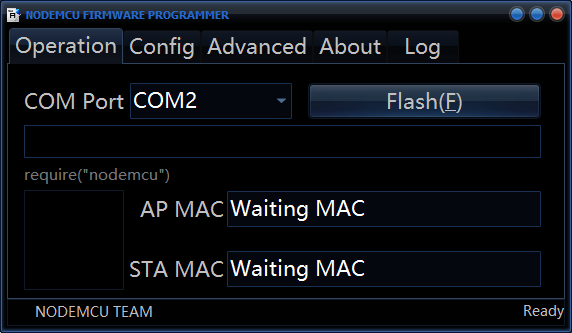 NODEMCU FIRMWARE PROGRAMMER
Operation Config Advanced About Log
COM Port COM2 Flash(F)
require("nodemcu")
AP MAC Waiting MAC
STA MAC Waiting MAC
NODEMCU TEAM Ready